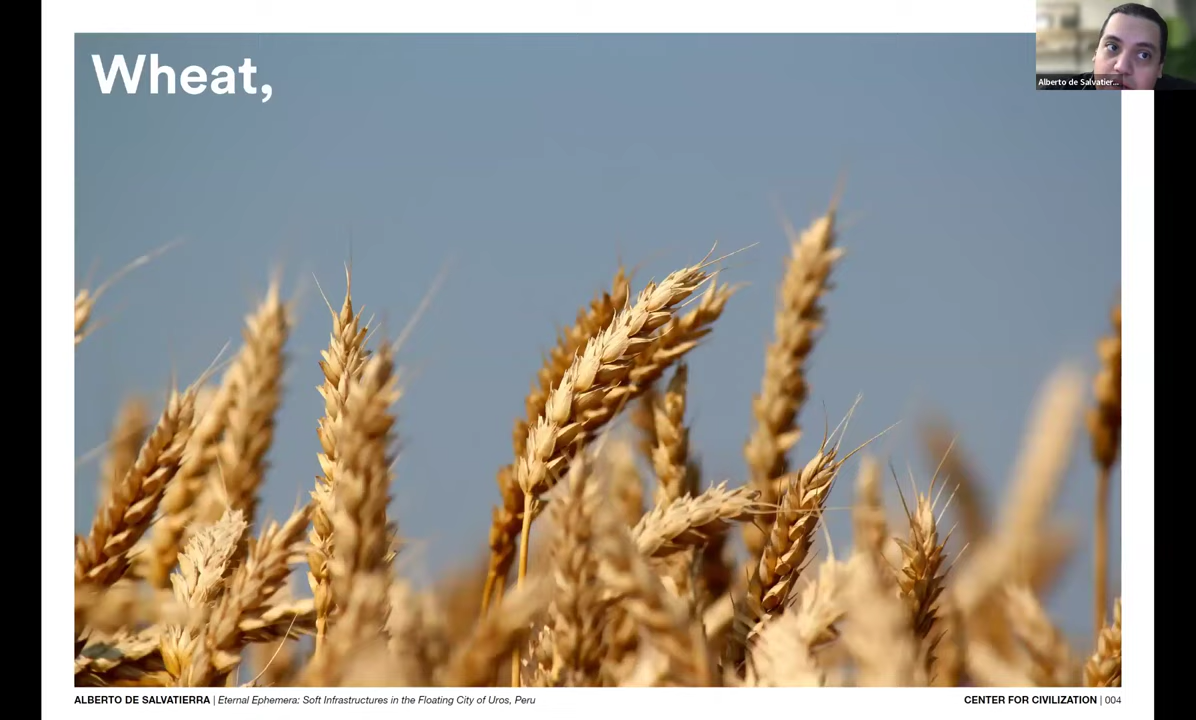 Wheat,
Alberto de Salvatier...
ALBERTO DE SALVATIERRA | Eternal Ephemera: Soft Infrastructures in the Floating City of Uros, Peru
CENTER FOR CIVILIZATION | 004